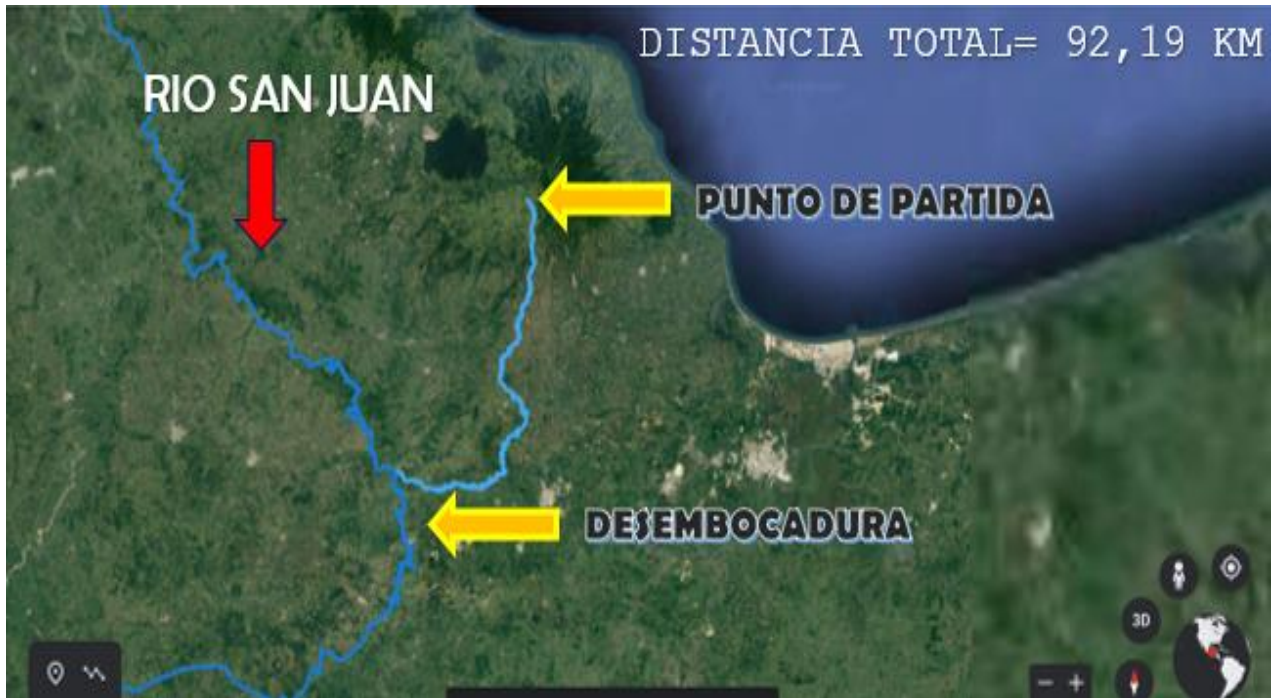 DISTANCIA TOTAL= 92,19 KM
RIO SAN JUAN
PUNTO DE PARTIDA
DESEMBOCADURA
3D